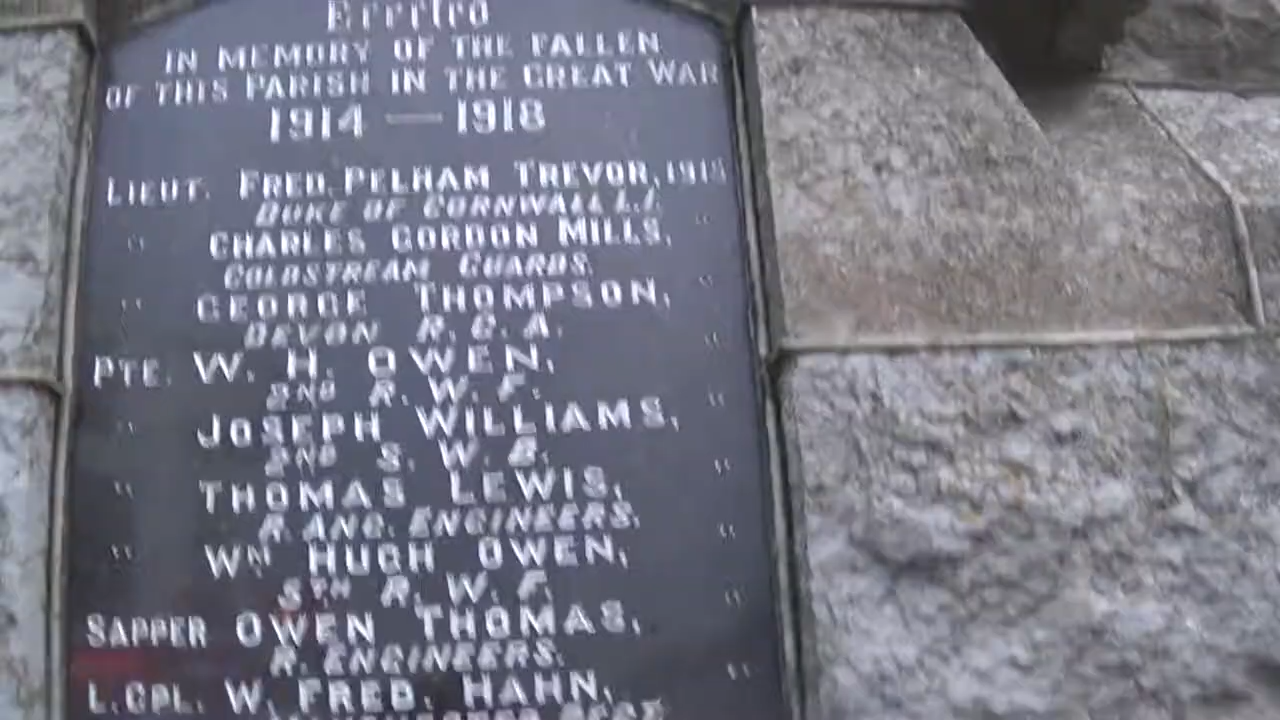 IN MEMORY OF THE FALLEN
OF THIS PARISH IN THE GREAT WAR
1914 — 1918
LIEUT. FRED. PELHAM TREVOR, 1915
DUKE OF CORNWALL L.I.
" CHARLES GORDON MILLS, "
COLDSTREAM GUARDS.
" GEORGE THOMPSON, "
DEVON R. G. A.
PTE. W. H. OWEN, "
2ND R. W. F.
" JOSEPH WILLIAMS, "
2ND S. W. B.
" THOMAS LEWIS, "
R. ANG. ENGINEERS.
" WM HUGH OWEN, "
5TH R. W. F.
SAPPER OWEN THOMAS, "
R. ENGINEERS.
L.CPL. W. FRED. HAHN, "